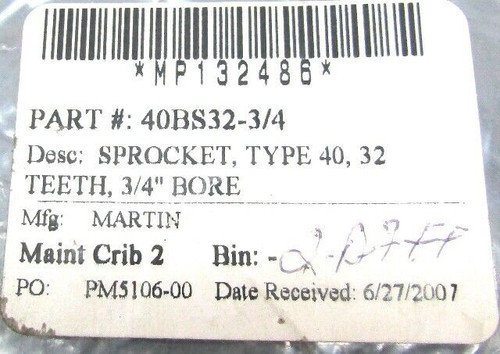 *MP132486*
PART #: 40BS32-3/4
Desc: SPROCKET, TYPE 40, 32
TEETH, 3/4" BORE
Mfg: MARTIN
Maint Crib 2 Bin: -
PO: PM5106-00 Date Received: 6/27/2007